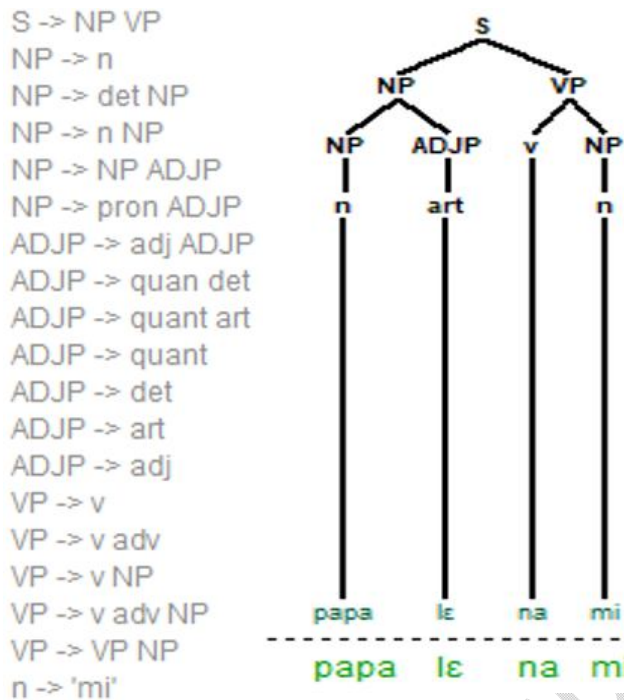 S -> NP VP
NP -> n
NP -> det NP
NP -> n NP
NP -> NP ADJP
NP -> pron ADJP
ADJP -> adj ADJP
ADJP -> quan det
ADJP -> quant art
ADJP -> quant
ADJP -> det
ADJP -> art
ADJP -> adj
VP -> v
VP -> v adv
VP -> v NP
VP -> v adv NP
VP -> VP NP
n -> 'mi'
S
NP VP
NP ADJP v NP
n art n
papa lɛ na mi
papa lɛ na mi